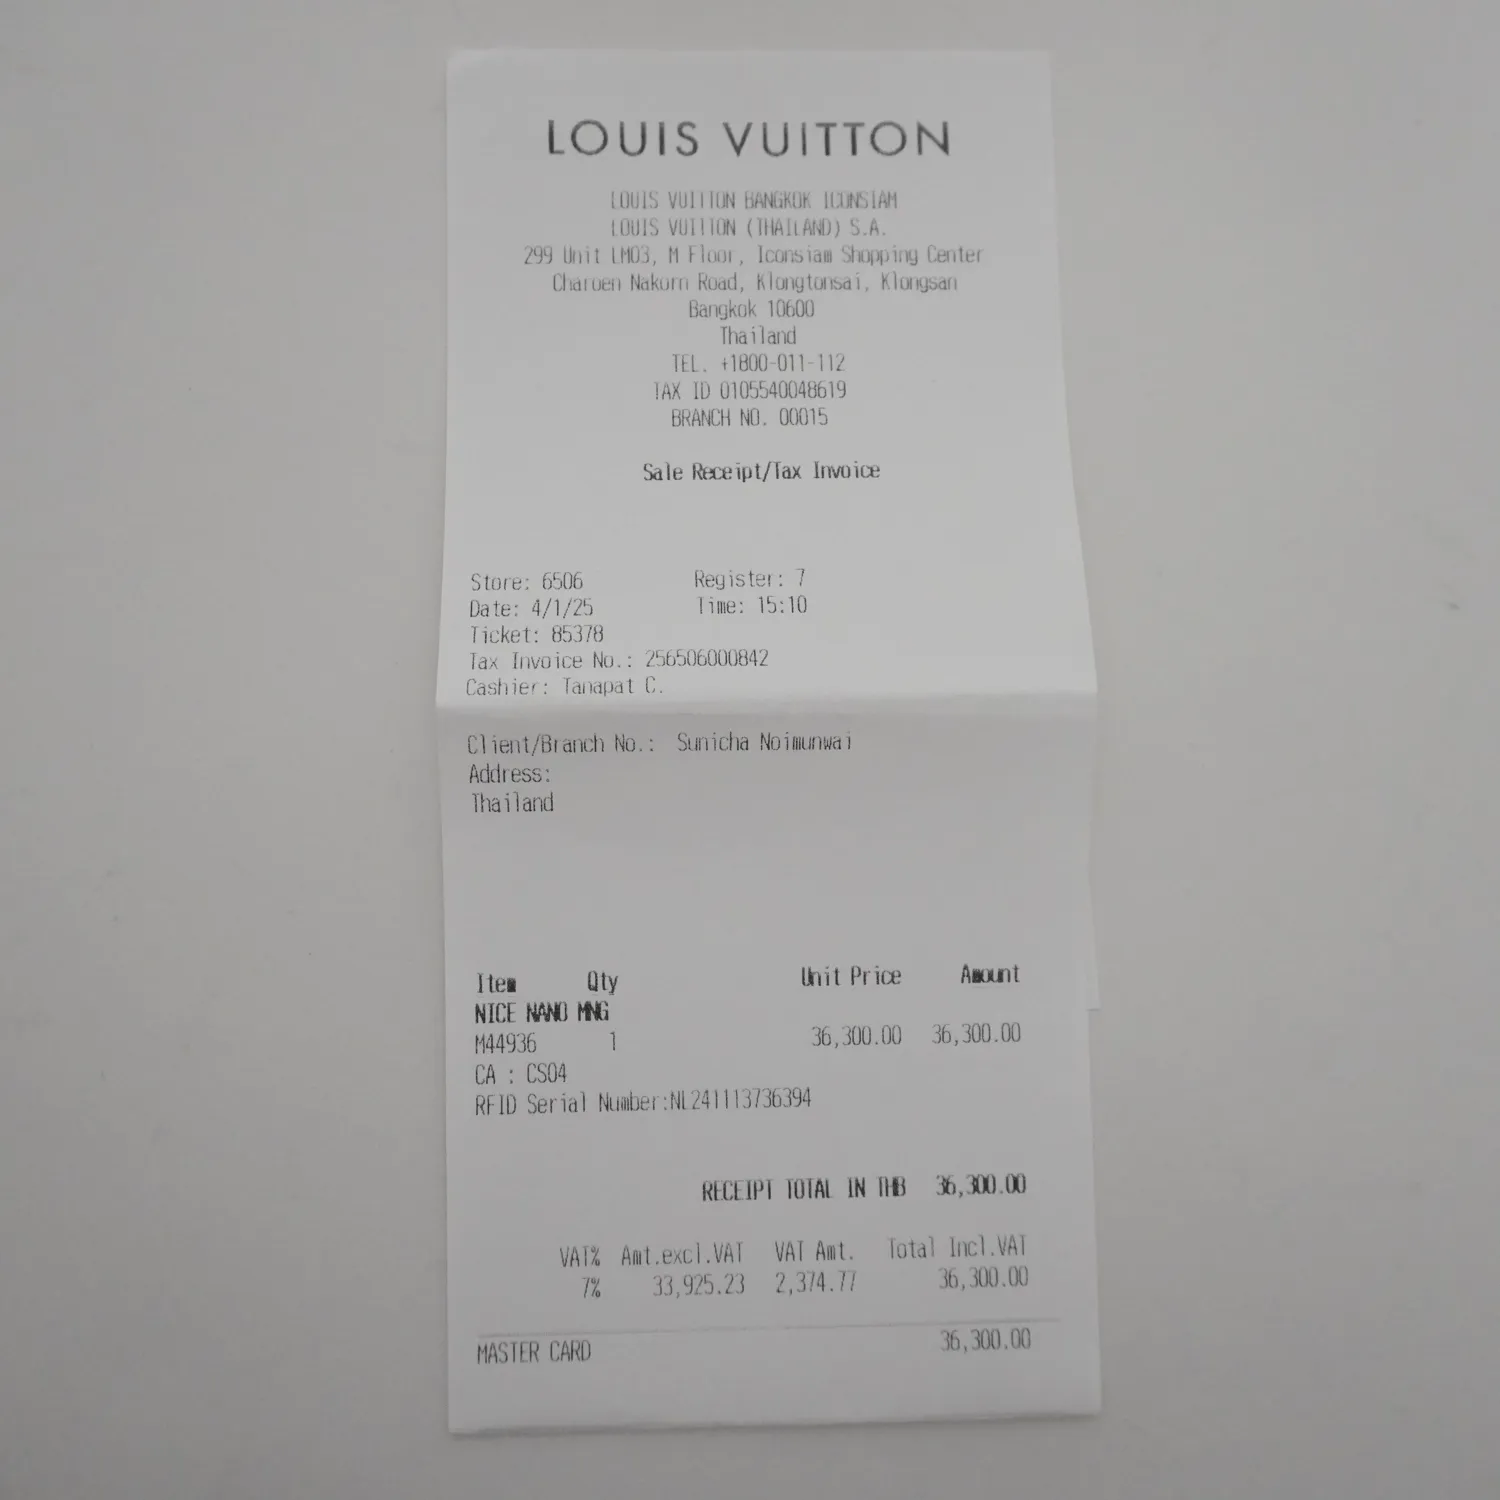 LOUIS VUITTON
LOUIS VUITTON BANGKOK ICONSIAM
LOUIS VUITTON (THAILAND) S.A.
299 Unit LM03, M Floor, Iconsiam Shopping Center
Charoen Nakorn Road, Klongtonsai, Klongsan
Bangkok 10600
Thailand
TEL. +1800-011-112
TAX ID 0105540048619
BRANCH NO. 00015
Sale Receipt/Tax Invoice
Store: 6506 Register: 7
Date: 4/1/25 Time: 15:10
Ticket: 85378
Tax Invoice No.: 256506000842
Cashier: Tanapat C.
Client/Branch No.: Sunicha Noimunwai
Address:
Thailand
Item Qty Unit Price Amount
NICE NANO MNG
M44936 1 36,300.00 36,300.00
CA : CS04
RFID Serial Number:NL241113736394
RECEIPT TOTAL IN THB 36,300.00
VAT% Amt.excl.VAT VAT Amt. Total Incl.VAT
7% 33,925.23 2,374.77 36,300.00
MASTER CARD 36,300.00